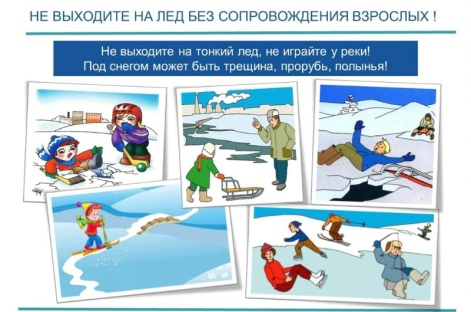 НЕ ВЫХОДИТЕ НА ЛЕД БЕЗ СОПРОВОЖДЕНИЯ ВЗРОСЛЫХ !
Не выходите на тонкий лед, не играйте у реки!
Под снегом может быть трещина, прорубь, полынья!